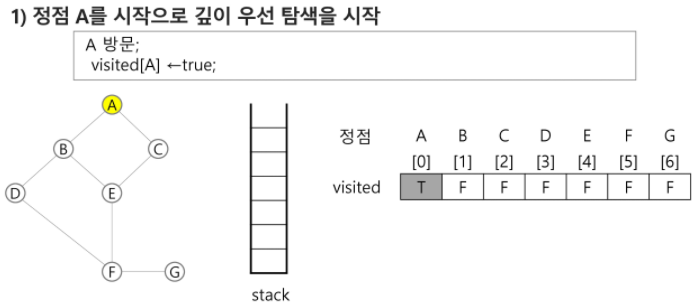 1) 정점 A를 시작으로 깊이 우선 탐색을 시작
A 방문;
visited[A] ←true;
A
B
C
D
E
F
G
stack
정점 A B C D E F G
[0] [1] [2] [3] [4] [5] [6]
visited T F F F F F F